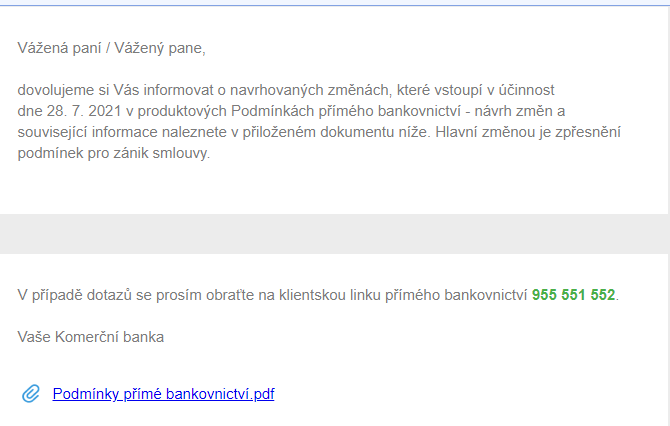 Vážená paní / Vážený pane,
dovolujeme si Vás informovat o navrhovaných změnách, které vstoupí v účinnost
dne 28. 7. 2021 v produktových Podmínkách přímého bankovnictví - návrh změn a
související informace naleznete v přiloženém dokumentu níže. Hlavní změnou je zpřesnění
podmínek pro zánik smlouvy.
V případě dotazů se prosím obraťte na klientskou linku přímého bankovnictví 955 551 552.
Vaše Komerční banka
Podmínky přímé bankovnictví.pdf